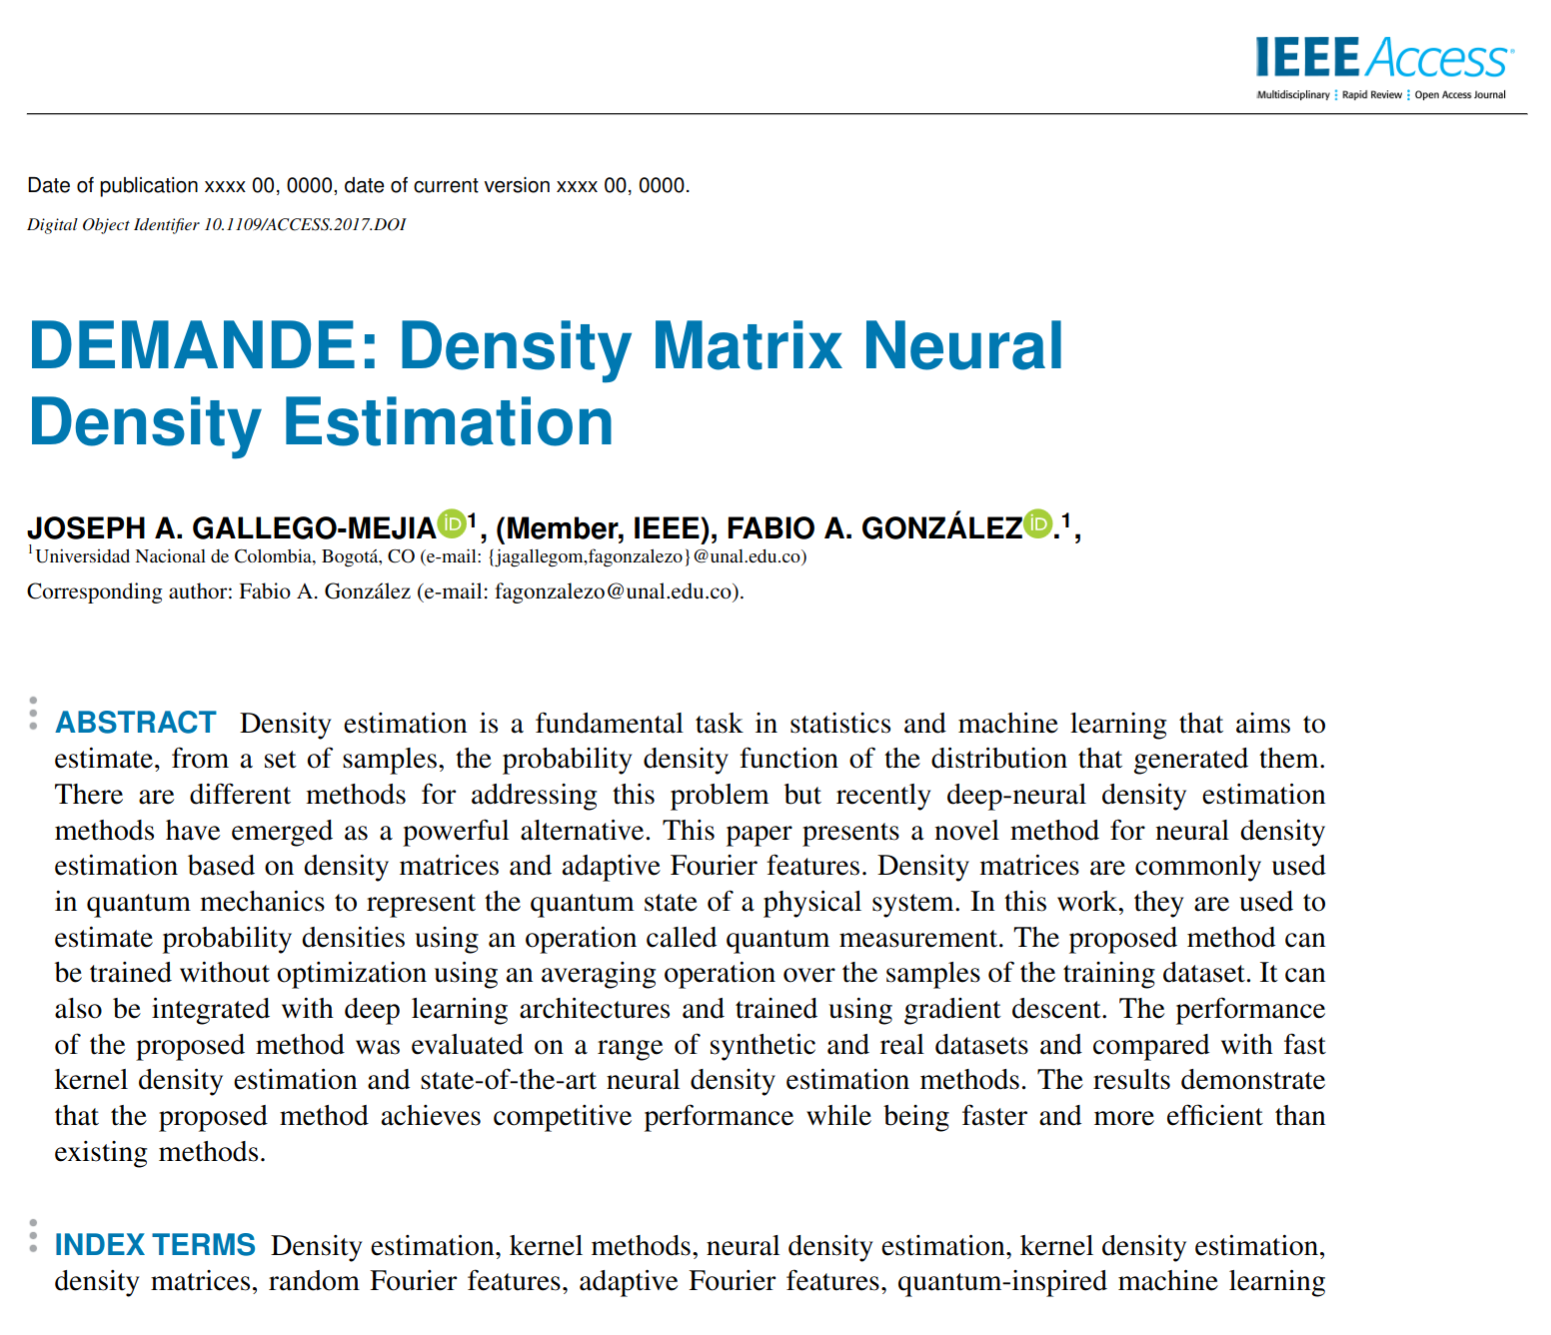 IEEE Access
Multidisciplinary Rapid Review Open Access Journal
Date of publication xxxx 00, 0000, date of current version xxxx 00, 0000.
Digital Object Identifier 10.1109/ACCESS.2017.DOI
DEMANDE: Density Matrix Neural
Density Estimation
JOSEPH A. GALLEGO-MEJIA iD 1, (Member, IEEE), FABIO A. GONZÁLEZ iD .1,
1Universidad Nacional de Colombia, Bogotá, CO (e-mail: {jagallegom,fagonzalezo}@unal.edu.co)
Corresponding author: Fabio A. González (e-mail: fagonzalezo@unal.edu.co).
ABSTRACT Density estimation is a fundamental task in statistics and machine learning that aims to
estimate, from a set of samples, the probability density function of the distribution that generated them.
There are different methods for addressing this problem but recently deep-neural density estimation
methods have emerged as a powerful alternative. This paper presents a novel method for neural density
estimation based on density matrices and adaptive Fourier features. Density matrices are commonly used
in quantum mechanics to represent the quantum state of a physical system. In this work, they are used to
estimate probability densities using an operation called quantum measurement. The proposed method can
be trained without optimization using an averaging operation over the samples of the training dataset. It can
also be integrated with deep learning architectures and trained using gradient descent. The performance
of the proposed method was evaluated on a range of synthetic and real datasets and compared with fast
kernel density estimation and state-of-the-art neural density estimation methods. The results demonstrate
that the proposed method achieves competitive performance while being faster and more efficient than
existing methods.
INDEX TERMS Density estimation, kernel methods, neural density estimation, kernel density estimation,
density matrices, random Fourier features, adaptive Fourier features, quantum-inspired machine learning